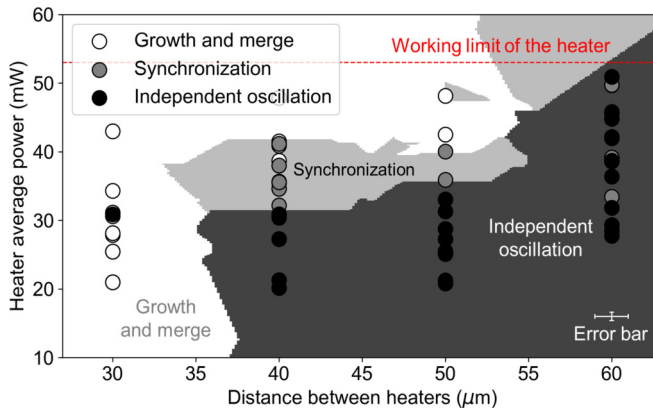 60
50
40
30
20
10
Heater average power (mW)
Growth and merge
Synchronization
Independent oscillation
Working limit of the heater
Synchronization
Independent
oscillation
Growth
and merge
Error bar
30
35
40
45
50
55
60
Distance between heaters (μm)